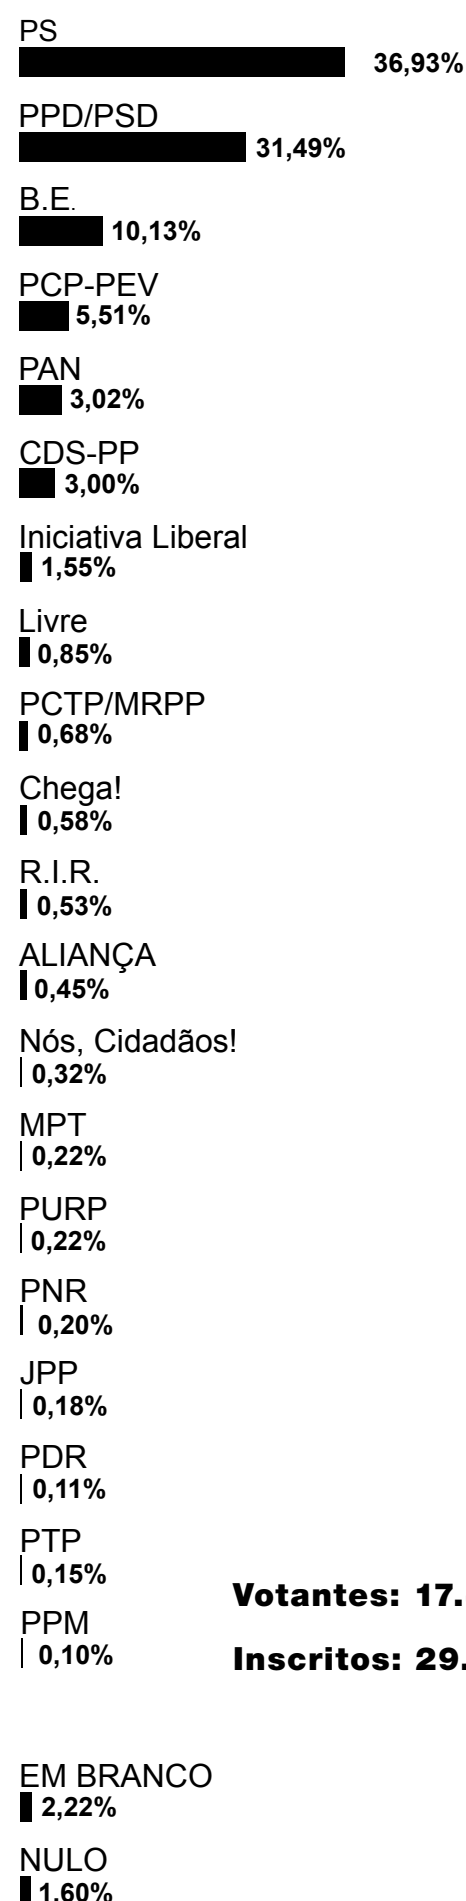 PS
36,93%
PPD/PSD
31,49%
B.E.
10,13%
PCP-PEV
5,51%
PAN
3,02%
CDS-PP
3,00%
Iniciativa Liberal
1,55%
Livre
0,85%
PCTP/MRPP
0,68%
Chega!
0,58%
R.I.R.
0,53%
ALIANÇA
0,45%
Nós, Cidadãos!
0,32%
MPT
0,22%
PURP
0,22%
PNR
0,20%
JPP
0,18%
PDR
0,11%
PTP
0,15%
Votantes: 17.
PPM
0,10%
Inscritos: 29.
EM BRANCO
2,22%
NULO
1,60%